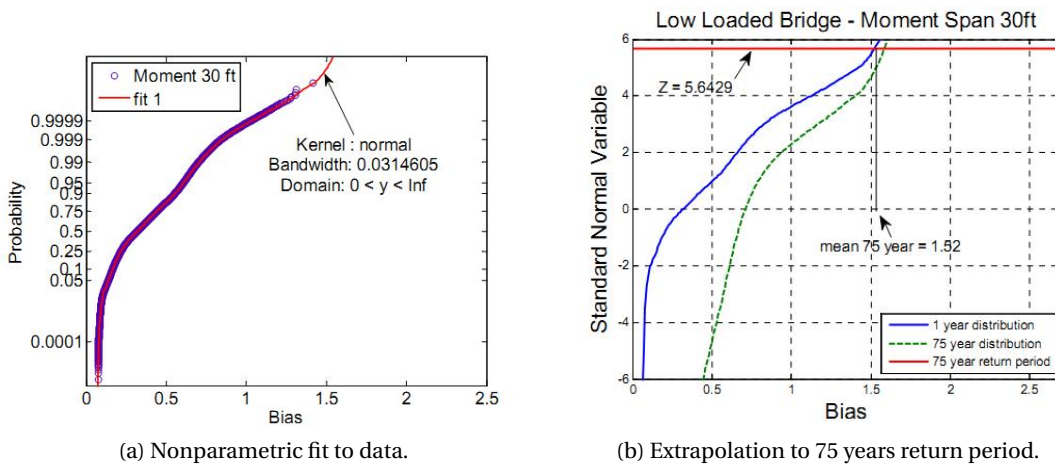 Moment 30 ft
fit 1
0.9999
0.999
0.99
0.95
0.9
0.75
0.5
0.25
0.1
0.05
0.0001
Probability
Kernel : normal
Bandwidth: 0.0314605
Domain: 0 < y < Inf
0 0.5 1 1.5 2 2.5
Bias
(a) Nonparametric fit to data.
Low Loaded Bridge - Moment Span 30ft
6
4
2
0
-2
-4
-6
Standard Normal Variable
Z = 5.6429
mean 75 year = 1.52
1 year distribution
75 year distribution
75 year return period
0 0.5 1 1.5 2 2.5
Bias
(b) Extrapolation to 75 years return period.